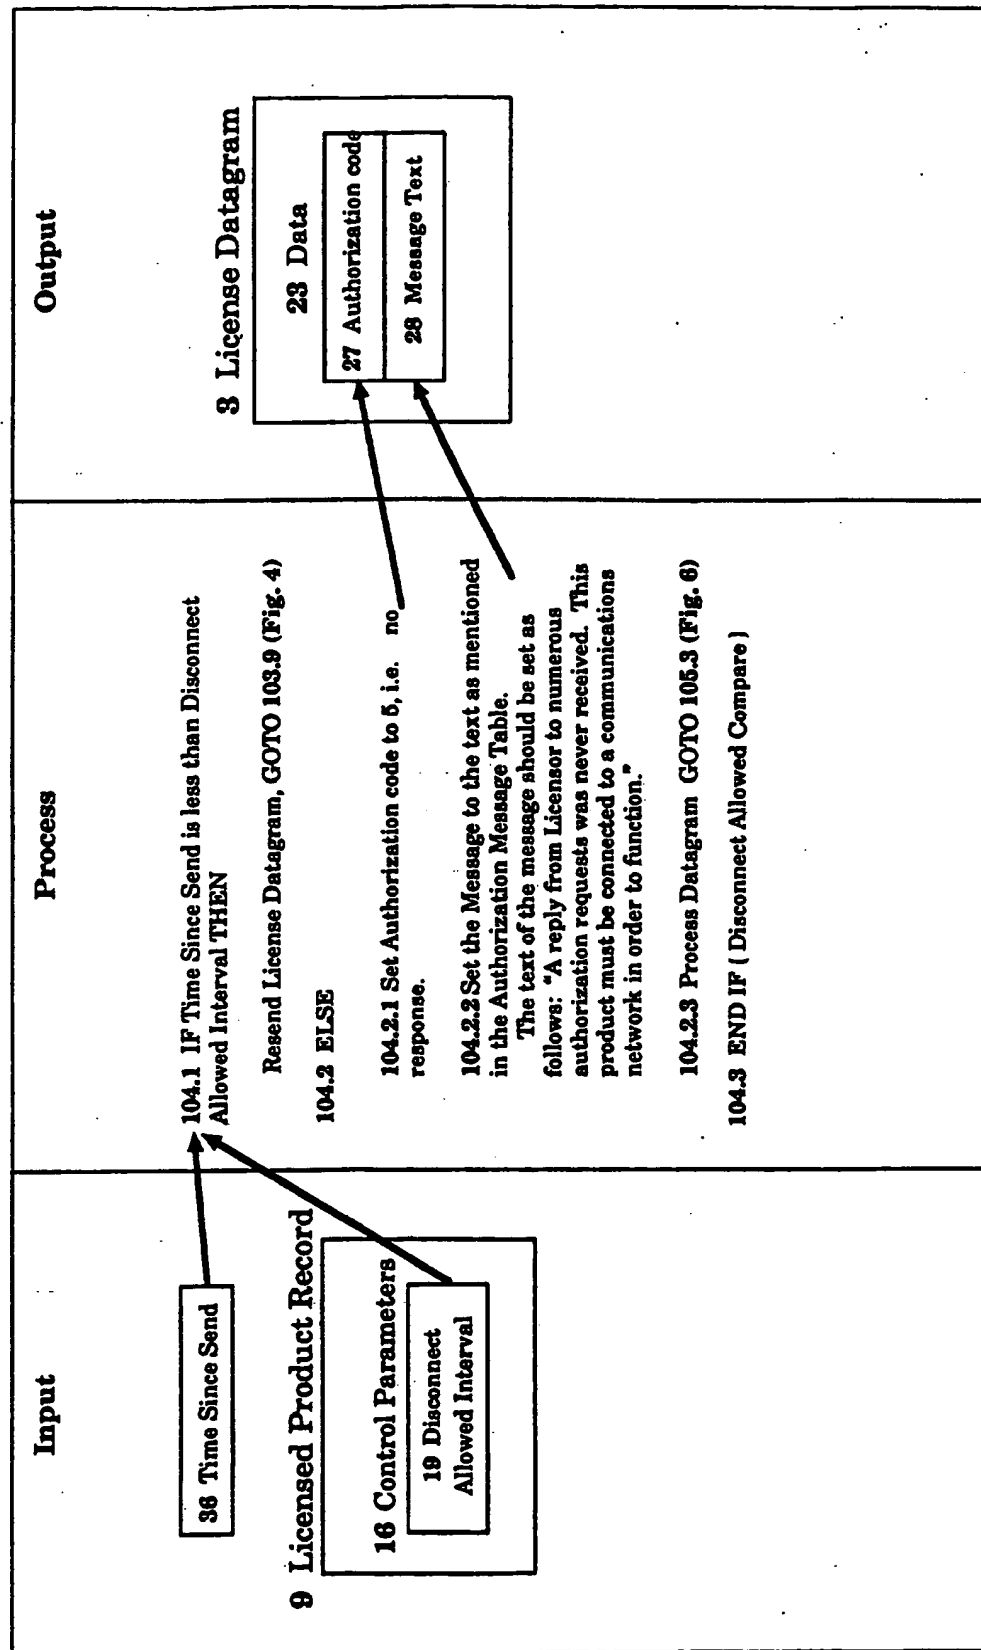 Input
36 Time Since Send
9 Licensed Product Record
16 Control Parameters
19 Disconnect
Allowed Interval
Process
104.1 IF Time Since Send is less than Disconnect
Allowed Interval THEN
Resend License Datagram, GOTO 103.9 (Fig. 4)
104.2 ELSE
104.2.1 Set Authorization code to 5, i.e. no
response.
104.2.2 Set the Message to the text as mentioned
in the Authorization Message Table.
The text of the message should be set as
follows: “A reply from Licensor to numerous
authorization requests was never received. This
product must be connected to a communications
network in order to function.”
104.2.3 Process Datagram GOTO 105.3 (Fig. 6)
104.3 END IF ( Disconnect Allowed Compare )
Output
3 License Datagram
23 Data
27 Authorization code
28 Message Text